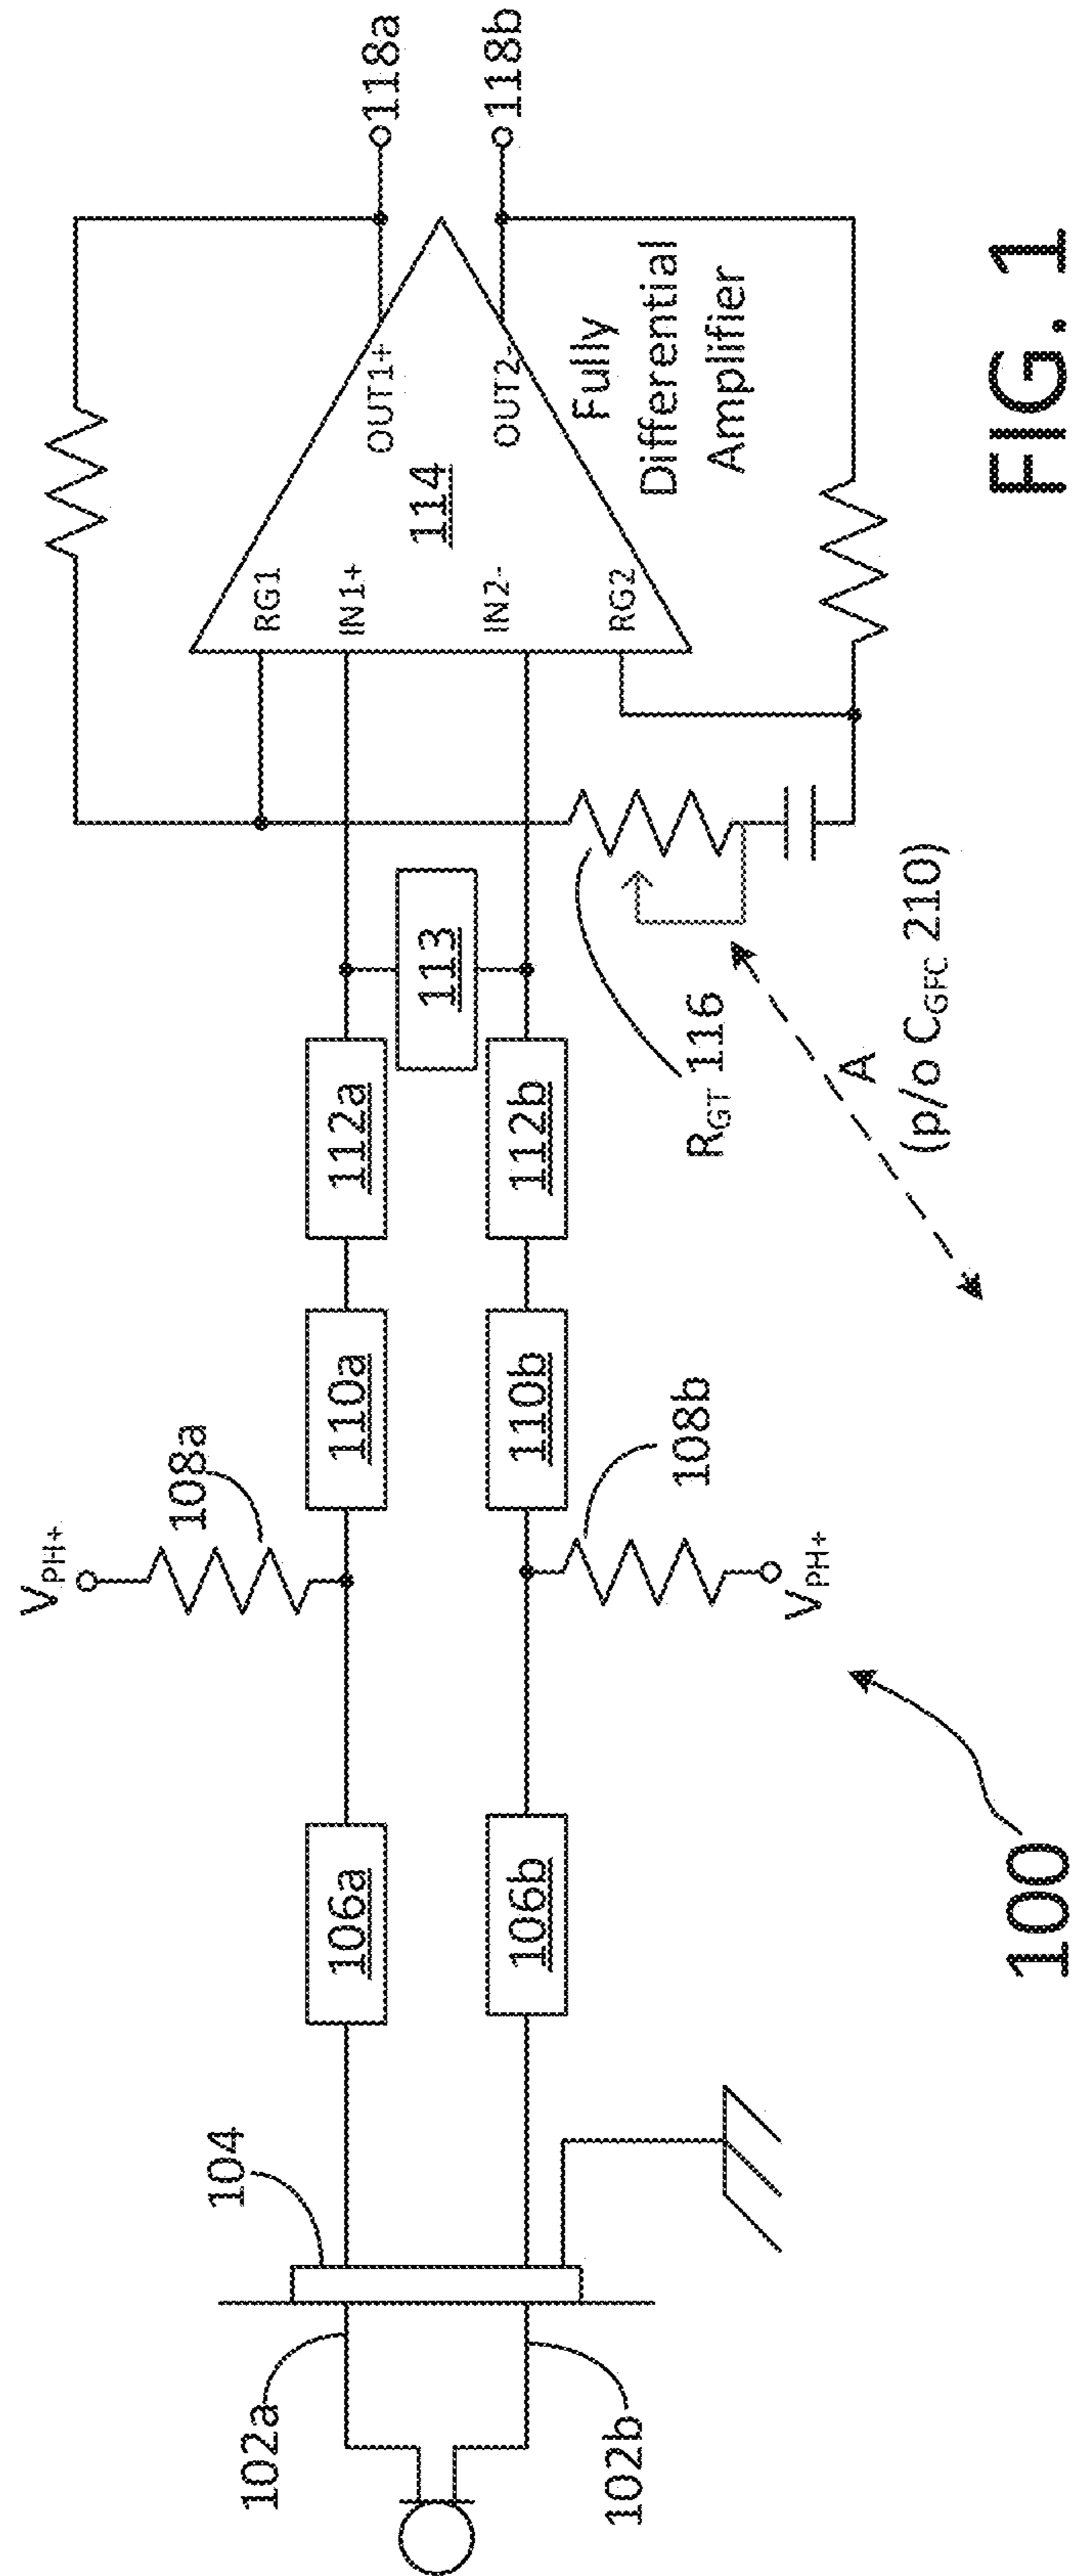 V_PH+
108a
104
102a
106a
110a
112a
113
114
RG1
IN1+
IN2-
RG2
OUT1+
OUT2-
118a
118b
Fully
Differential
Amplifier
102b
106b
110b
112b
108b
V_PH+
R_GT 116
A
(p/o C_GFC 210)
100
FIG. 1